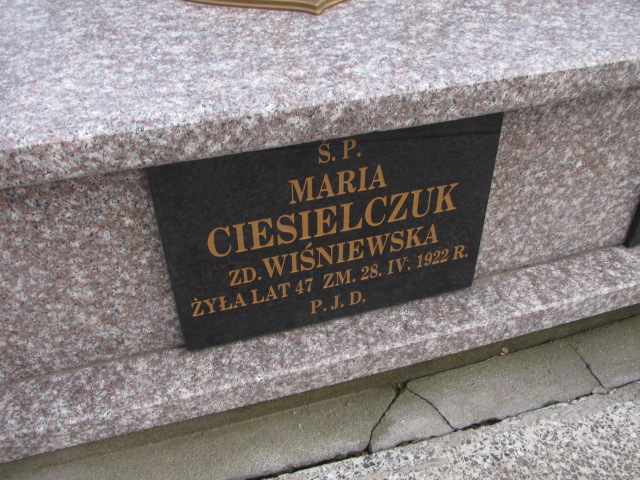 Ś. P.
MARIA
CIESIELCZUK
ZD. WIŚNIEWSKA
ŻYŁA LAT 47 ZM. 28. IV. 1922 R.
P. J. D.